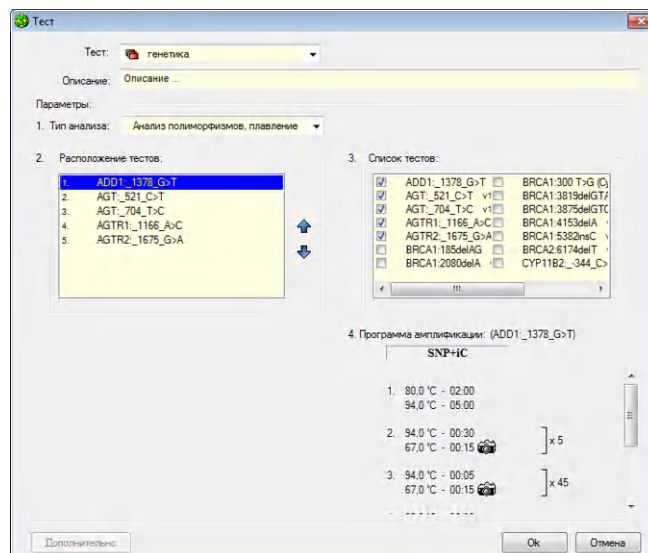 Тест
Тест: генетика
Описание: Описание ...
Параметры:
1. Тип анализа: Анализ полиморфизмов, плавление
2. Расположение тестов:
1. ADD1:_1378_G>T
2. AGT:_521_C>T
3. AGT:_704_T>C
4. AGTR1:_1166_A>C
5. AGTR2:_1675_G>A
3. Список тестов:
ADD1:_1378_G>T BRCA1:300 T>G (Cy
AGT:_521_C>T v1 BRCA1:3819delGTA
AGT:_704_T>C v1 BRCA1:3875delGTC
AGTR1:_1166_A>C BRCA1:4153delA
AGTR2:_1675_G>A BRCA1:5382insC
BRCA1:185delAG BRCA2:6174delT
BRCA1:2080delA CYP11B2:_-344_C>
4. Программа амплификации: (ADD1:_1378_G>T)
SNP+iC
1. 80,0 °C - 02:00
94,0 °C - 05:00
2. 94,0 °C - 00:30
67,0 °C - 00:15
x 5
3. 94,0 °C - 00:05
67,0 °C - 00:15
x 45
Дополнительно Ok Отмена